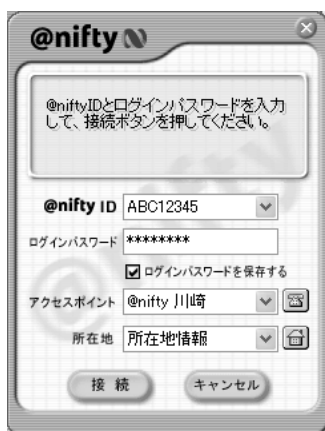 @nifty
@niftyIDとログインパスワードを入力
して、接続ボタンを押してください。
@nifty ID ABC12345
ログインパスワード ********
ログインパスワードを保存する
アクセスポイント @nifty 川崎
所在地 所在地情報
接続 キャンセル